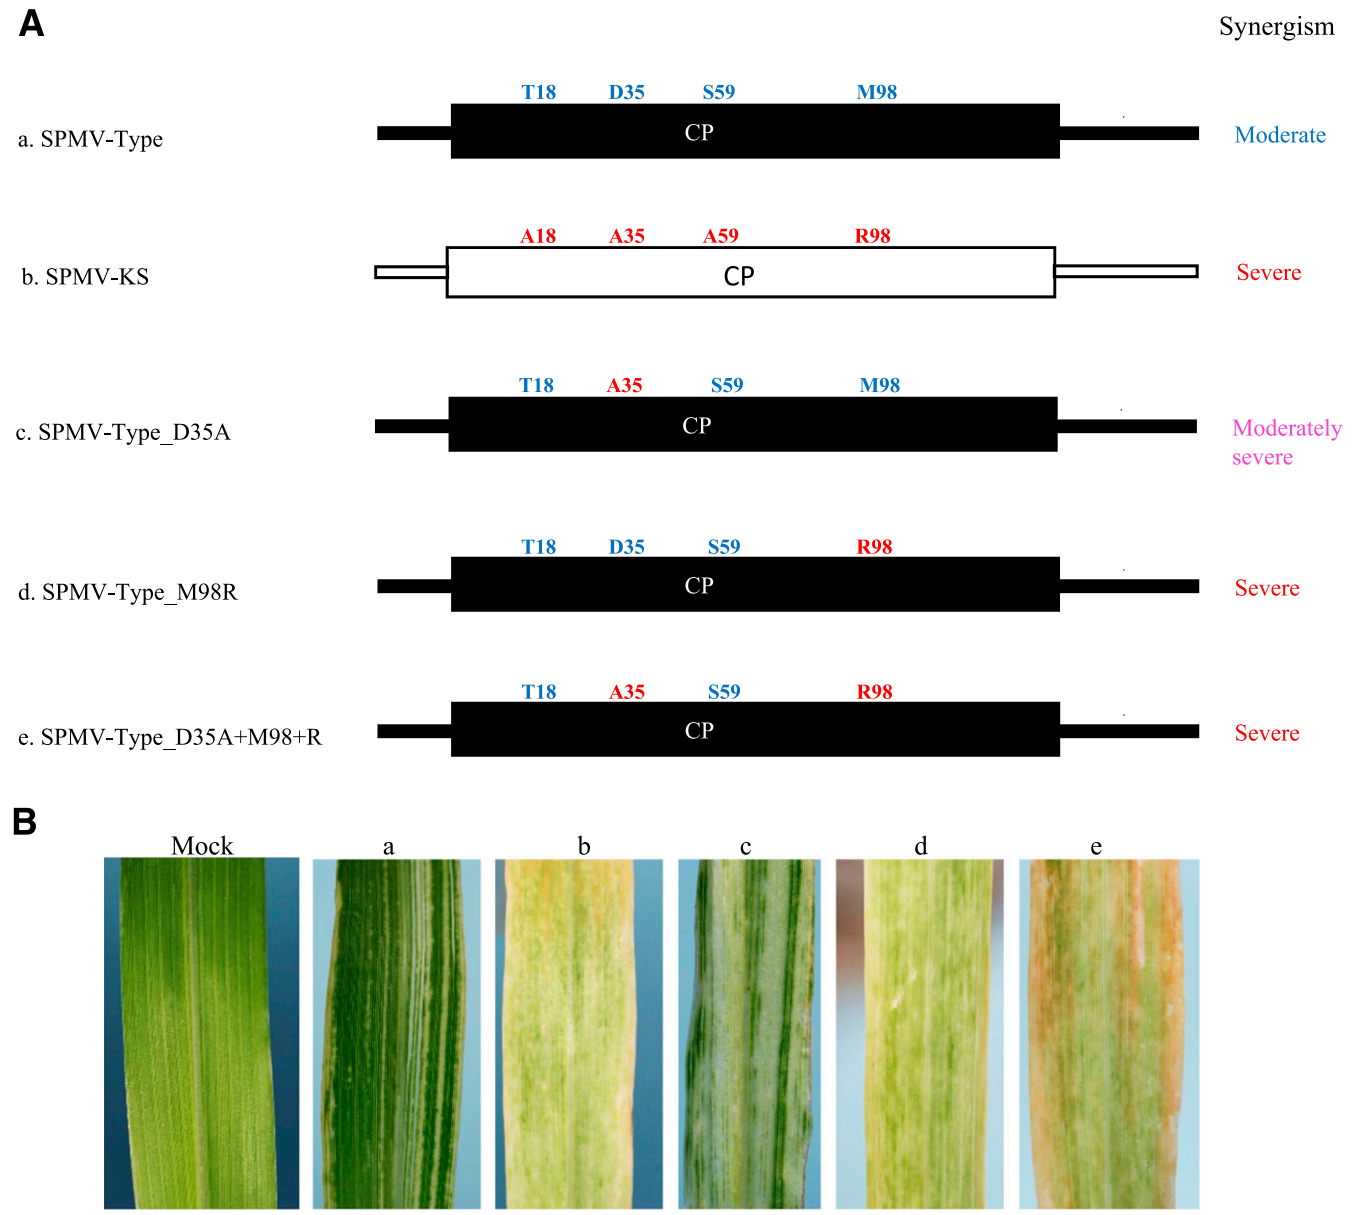 A
Synergism
T18 D35 S59 M98
a. SPMV-Type
CP
Moderate
A18 A35 A59 R98
b. SPMV-KS
CP
Severe
T18 A35 S59 M98
c. SPMV-Type_D35A
CP
Moderately
severe
T18 D35 S59 R98
d. SPMV-Type_M98R
CP
Severe
T18 A35 S59 R98
e. SPMV-Type_D35A+M98+R
CP
Severe
B
Mock a b c d e